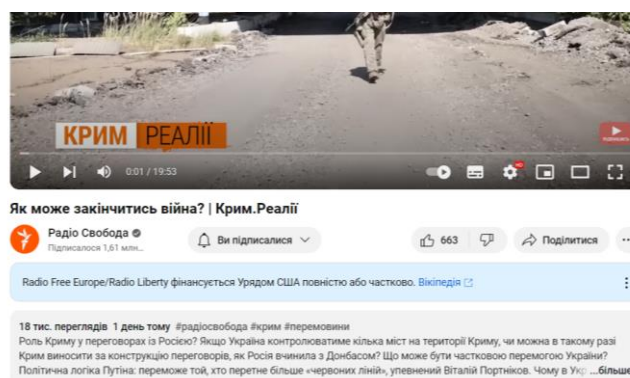 КРИМ РЕАЛІЇ
0:01 / 19:53
HD
Як може закінчитись війна? | Крим.Реалії
Радіо Свобода
Підписалося 1,61 млн...
Ви підписалися
663
Поділитися
Radio Free Europe/Radio Liberty фінансується Урядом США повністю або частково. Вікіпедія
18 тис. переглядів 1 день тому #радіосвобода #крим #перемовини
Роль Криму у переговорах із Росією? Якщо Україна контролюватиме кілька міст на території Криму, чи можна в такому разі
Крим виносити за конструкцію переговорів, як Росія вчинила з Донбасом? Що може бути частковою перемогою України?
Політична логіка Путіна: переможе той, хто перетне більше «червоних ліній», упевнений Віталій Портніков. Чому в Укр ...більше